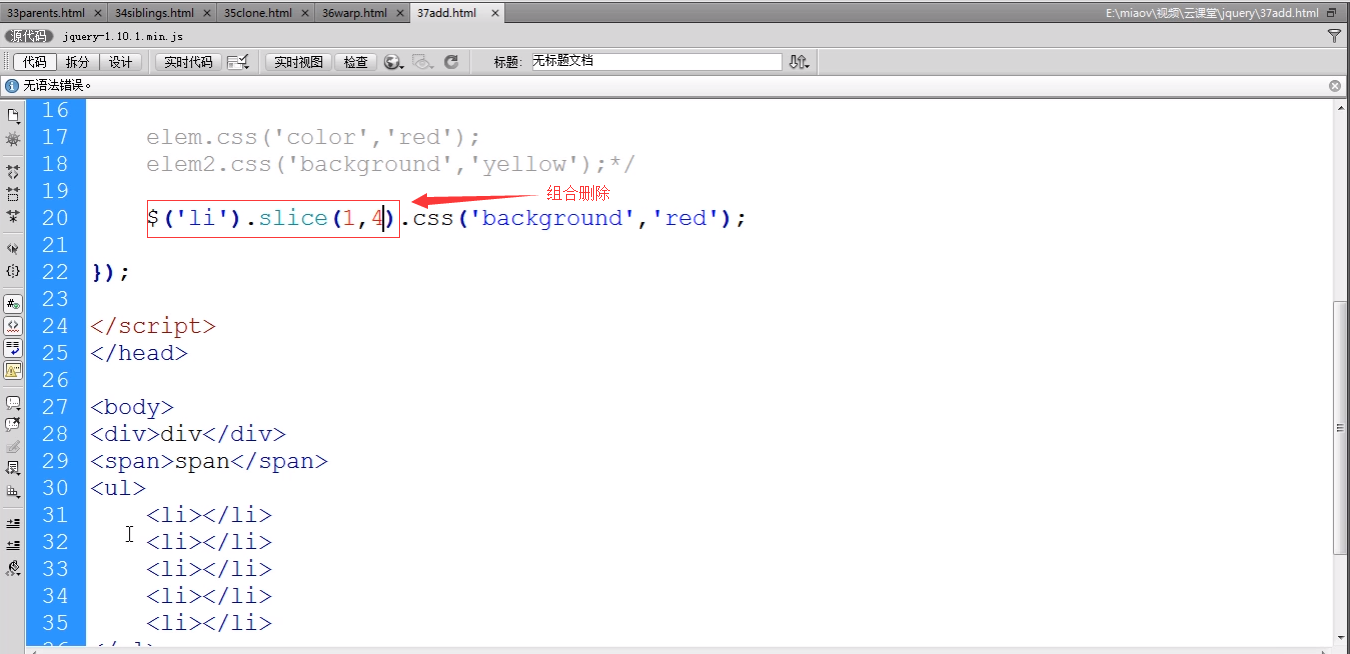 33parents.html × 34siblings.html × 35clone.html × 36warp.html × 37add.html × E:\miaov\视频\云课堂\jquery\37add.html
源代码 jquery-1.10.1.min.js
代码 拆分 设计 实时代码 实时视图 检查 标题: 无标题文档
无语法错误。
16
17 elem.css('color','red');
18 elem2.css('background','yellow');*/
19 组合删除
20 $('li').slice(1,4).css('background','red');
21
22 });
23
24 </script>
25 </head>
26
27 <body>
28 <div>div</div>
29 <span>span</span>
30 <ul>
31 <li></li>
32 <li></li>
33 <li></li>
34 <li></li>
35 <li></li>